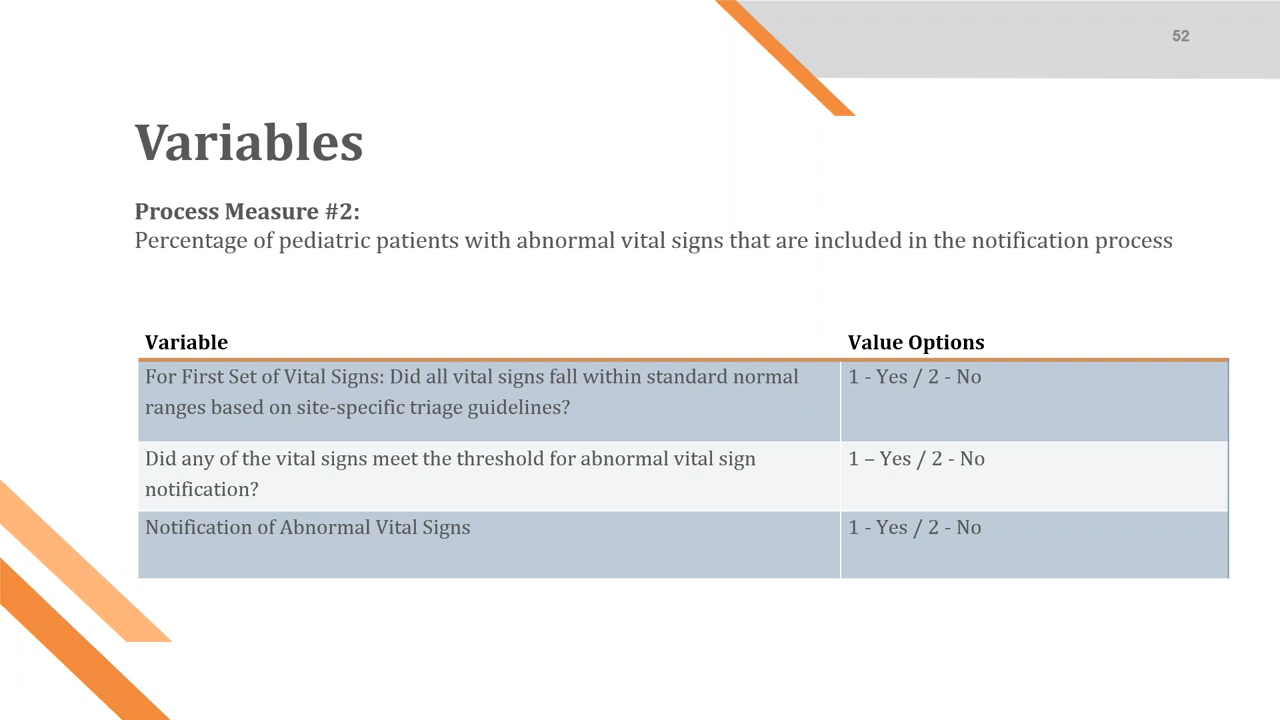 52
Variables
Process Measure #2:
Percentage of pediatric patients with abnormal vital signs that are included in the notification process
Variable
Value Options
For First Set of Vital Signs: Did all vital signs fall within standard normal
ranges based on site-specific triage guidelines?
1 - Yes / 2 - No
Did any of the vital signs meet the threshold for abnormal vital sign
notification?
1 – Yes / 2 - No
Notification of Abnormal Vital Signs
1 - Yes / 2 - No